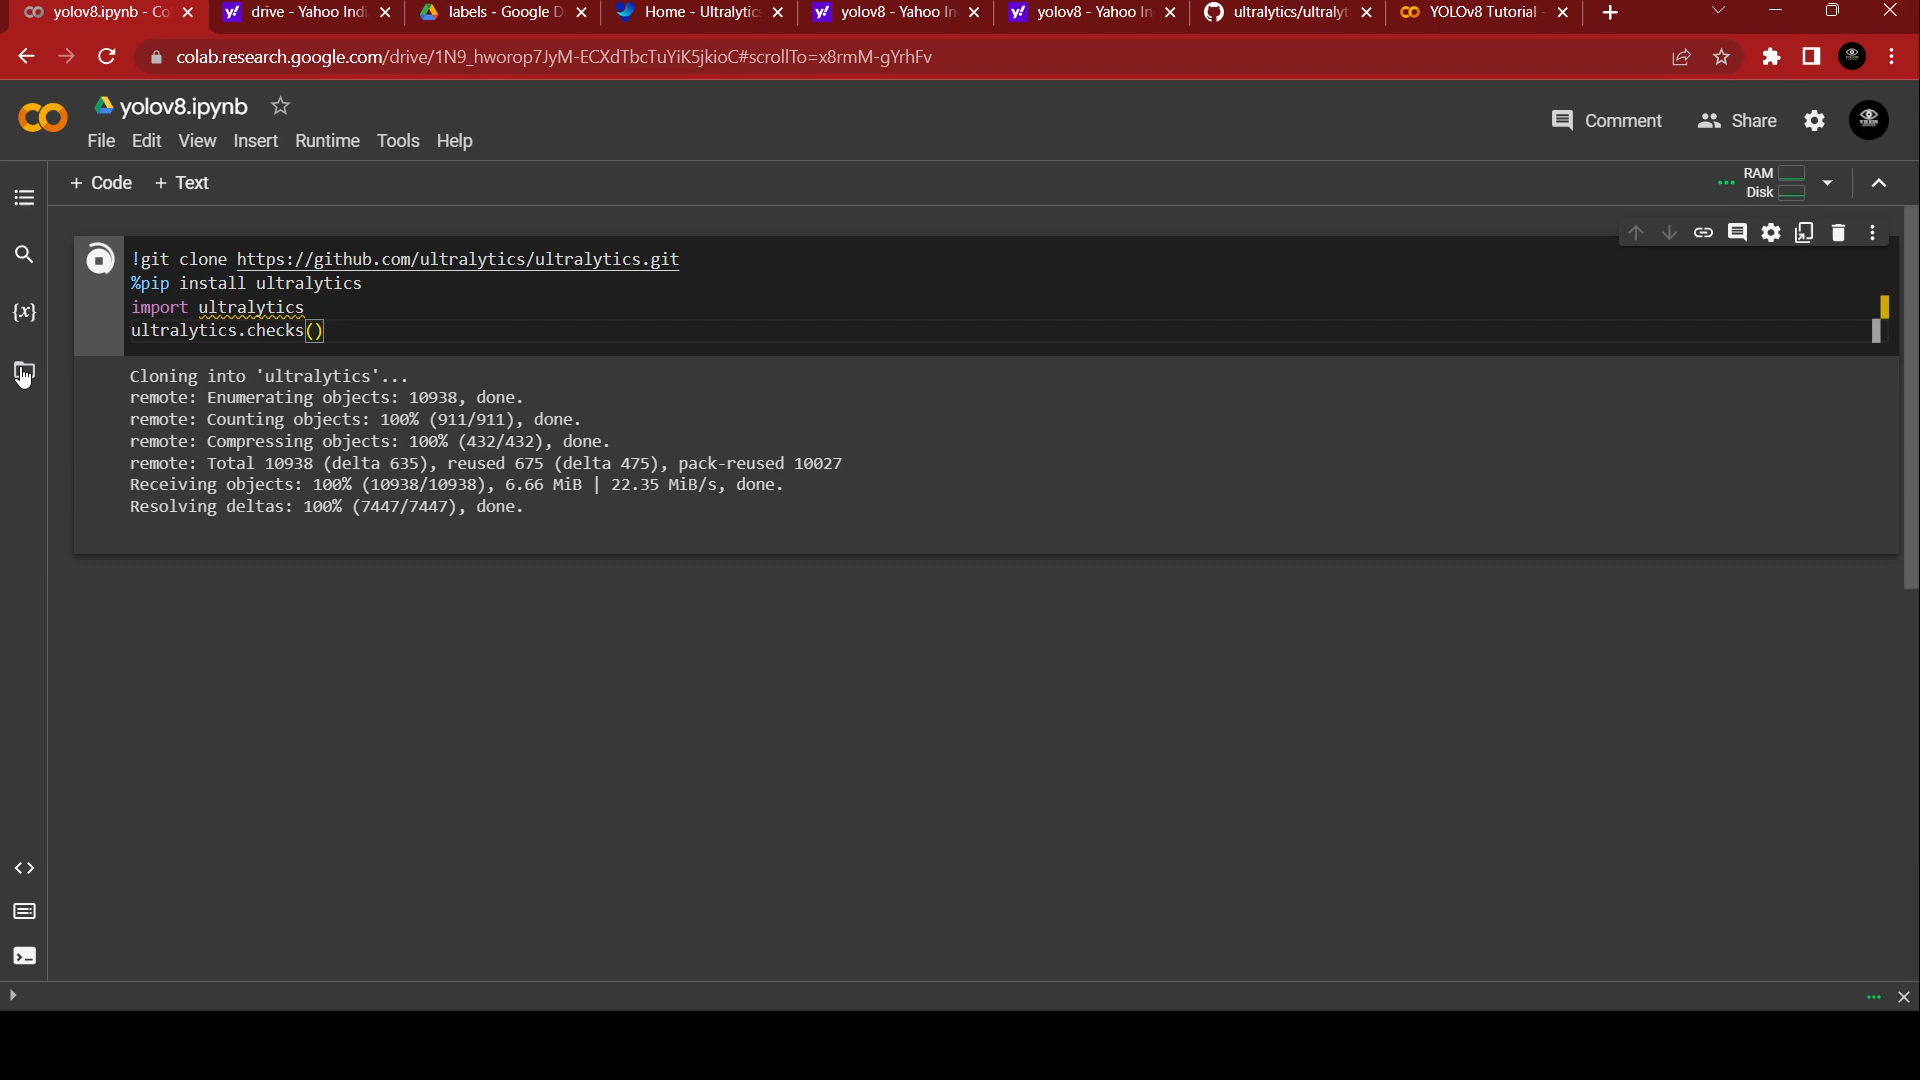 yolov8.ipynb - Co
drive - Yahoo Indi
labels - Google D
Home - Ultralytics
yolov8 - Yahoo In
yolov8 - Yahoo In
ultralytics/ultralyt
YOLOv8 Tutorial -
colab.research.google.com/drive/1N9_hworop7JyM-ECXdTbcTuYiK5jkioC#scrollTo=x8rmM-gYrhFv
yolov8.ipynb
File Edit View Insert Runtime Tools Help
Comment
Share
+ Code + Text
RAM
Disk
!git clone https://github.com/ultralytics/ultralytics.git
%pip install ultralytics
import ultralytics
ultralytics.checks()
Cloning into 'ultralytics'...
remote: Enumerating objects: 10938, done.
remote: Counting objects: 100% (911/911), done.
remote: Compressing objects: 100% (432/432), done.
remote: Total 10938 (delta 635), reused 675 (delta 475), pack-reused 10027
Receiving objects: 100% (10938/10938), 6.66 MiB | 22.35 MiB/s, done.
Resolving deltas: 100% (7447/7447), done.